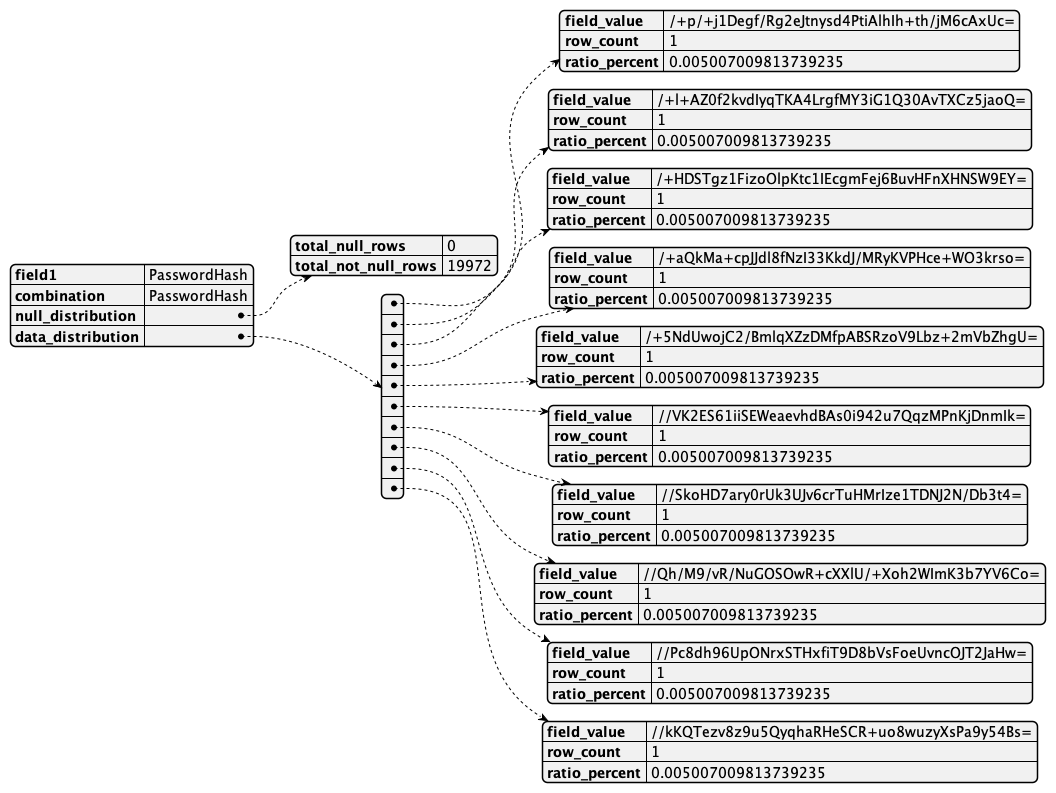 field1 PasswordHash
combination PasswordHash
null_distribution
data_distribution
total_null_rows 0
total_not_null_rows 19972
field_value /+p/+j1Degf/Rg2eJtnysd4PtiAlhIh+th/jM6cAxUc=
row_count 1
ratio_percent 0.005007009813739235
field_value /+l+AZ0f2kvdIyqTKA4LrgfMY3iG1Q30AvTXCz5jaoQ=
row_count 1
ratio_percent 0.005007009813739235
field_value /+HDSTgz1FizoOlpKtc1IEcgmFej6BuvHFnXHNSW9EY=
row_count 1
ratio_percent 0.005007009813739235
field_value /+aQkMa+cpJJdl8fNzI33KkdJ/MRyKVPHce+WO3krso=
row_count 1
ratio_percent 0.005007009813739235
field_value /+5NdUwojC2/BmlqXZzDMfpABSRzoV9Lbz+2mVbZhgU=
row_count 1
ratio_percent 0.005007009813739235
field_value //VK2ES61iiSEWeaevhdBAs0i942u7QqzMPnKjDnmIk=
row_count 1
ratio_percent 0.005007009813739235
field_value //SkoHD7ary0rUk3UJv6crTuHMrIze1TDNJ2N/Db3t4=
row_count 1
ratio_percent 0.005007009813739235
field_value //Qh/M9/vR/NuGOSOwR+cXXlU/+Xoh2WImK3b7YV6Co=
row_count 1
ratio_percent 0.005007009813739235
field_value //Pc8dh96UpONrxSTHxfiT9D8bVsFoeUvncOJT2JaHw=
row_count 1
ratio_percent 0.005007009813739235
field_value //kKQTezv8z9u5QyqhaRHeSCR+uo8wuzyXsPa9y54Bs=
row_count 1
ratio_percent 0.005007009813739235